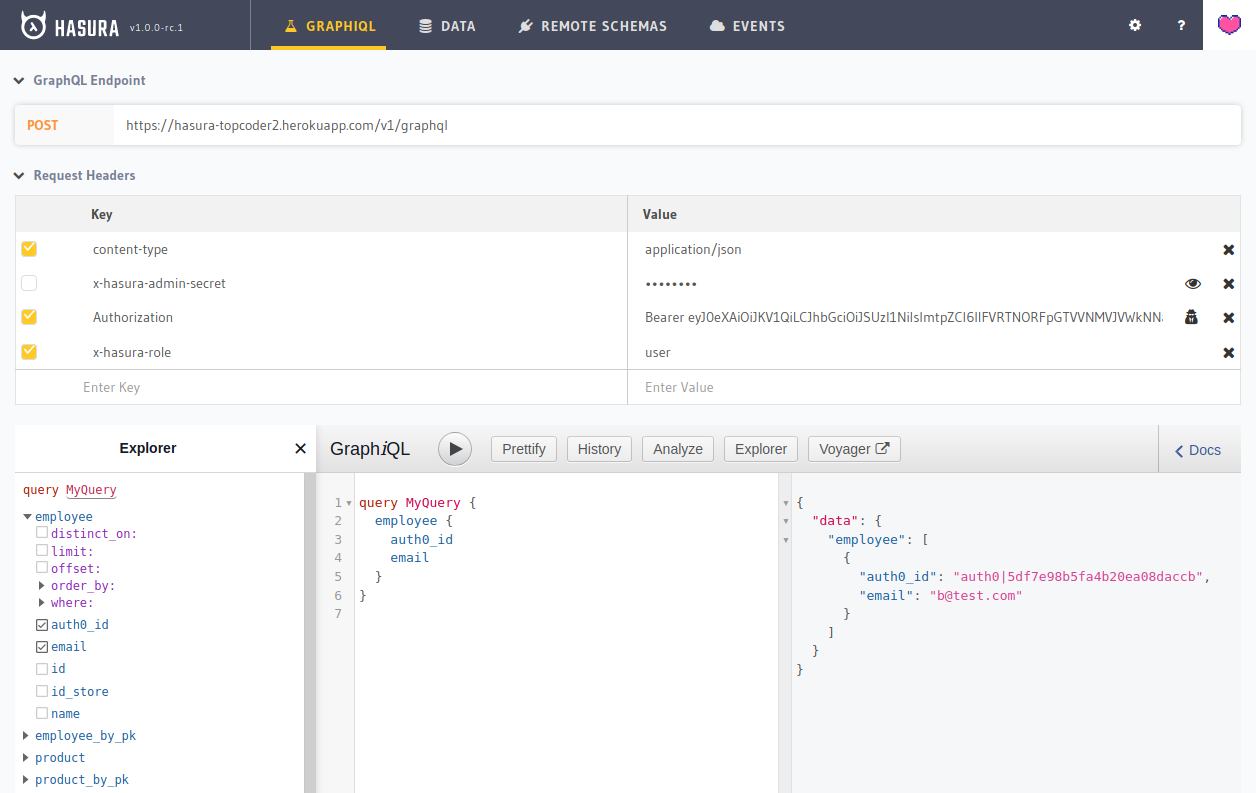 HASURA v1.0.0-rc.1 GRAPHIQL DATA REMOTE SCHEMAS EVENTS ?
GraphQL Endpoint
POST https://hasura-topcoder2.herokuapp.com/v1/graphql
Request Headers
Key Value
content-type application/json
x-hasura-admin-secret ••••••••
Authorization Bearer eyJ0eXAiOiJKV1QiLCJhbGciOiJSUzI1NiIsImtpZCI6IlFVRTNORFpGTVVNMVJVWkNN
x-hasura-role user
Enter Key Enter Value
Explorer
GraphiQL Prettify History Analyze Explorer Voyager Docs
query MyQuery
employee
distinct_on:
limit:
offset:
order_by:
where:
auth0_id
email
id
id_store
name
employee_by_pk
product
product_by_pk
1 query MyQuery {
2 employee {
3 auth0_id
4 email
5 }
6 }
7
{
"data": {
"employee": [
{
"auth0_id": "auth0|5df7e98b5fa4b20ea08daccb",
"email": "b@test.com"
}
]
}
}